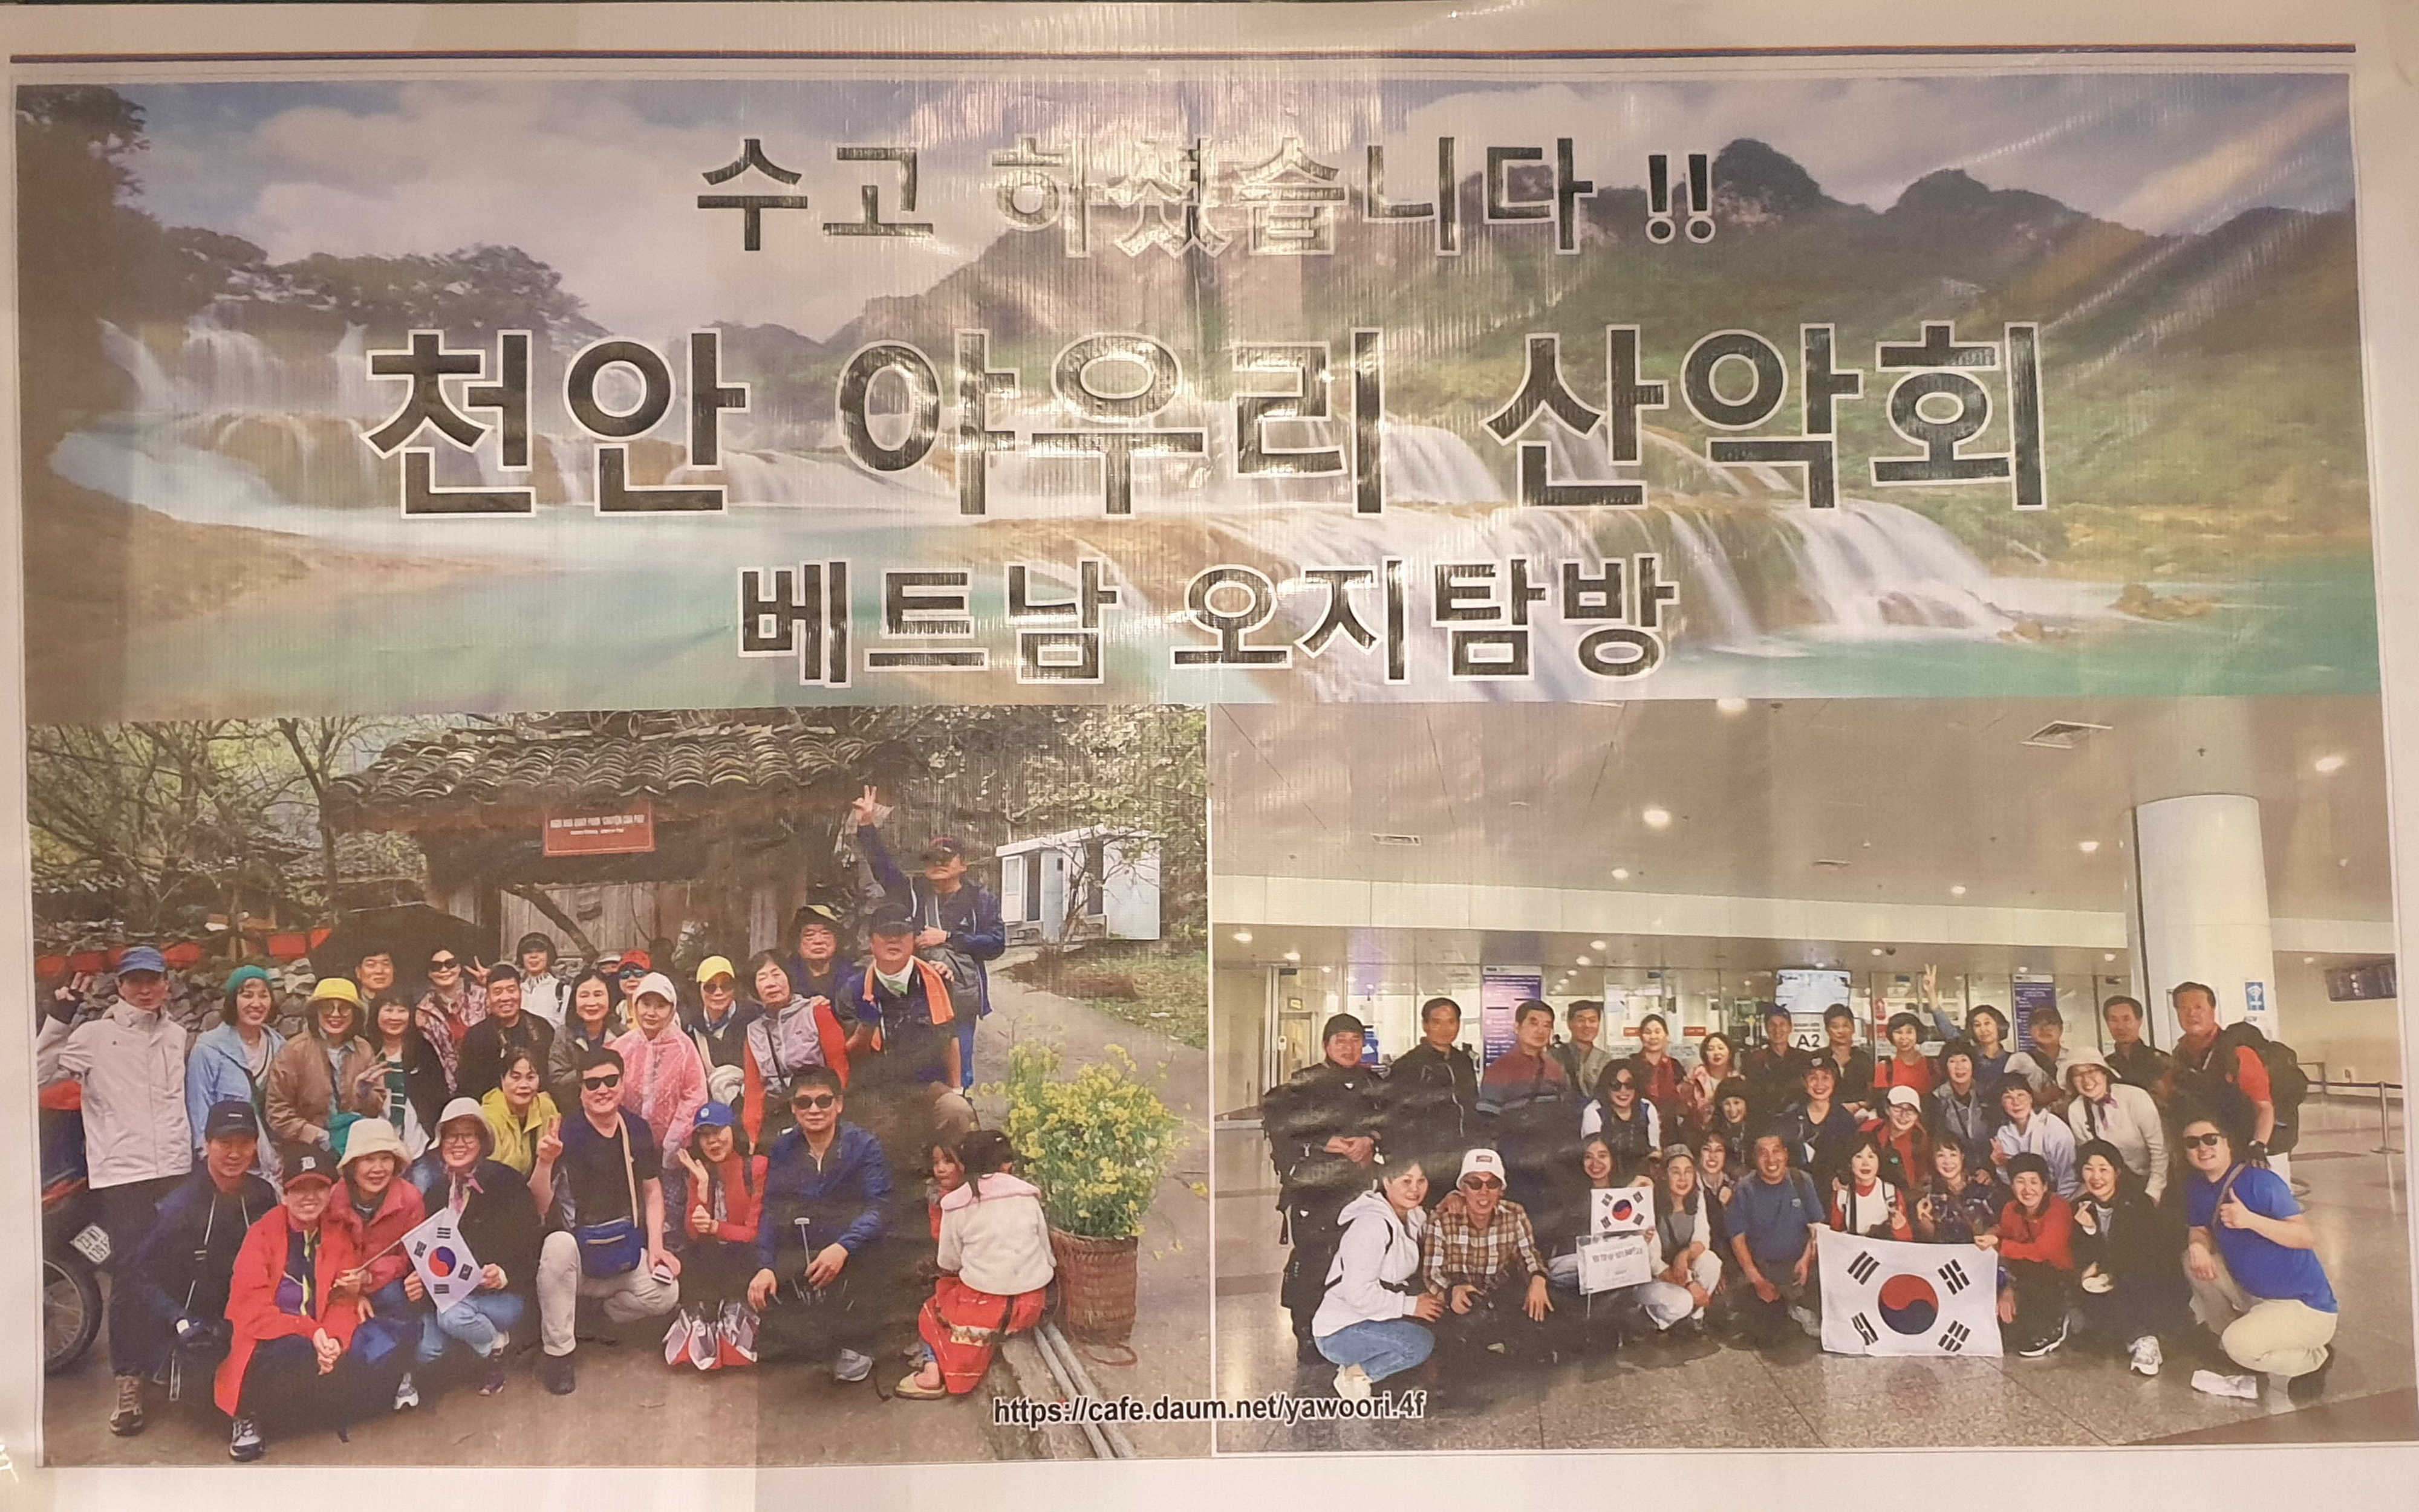 수고 하셨습니다 !!
천안 야우리 산악회
베트남 오지탐방
A2
https://cafe.daum.net/yawoori.4f